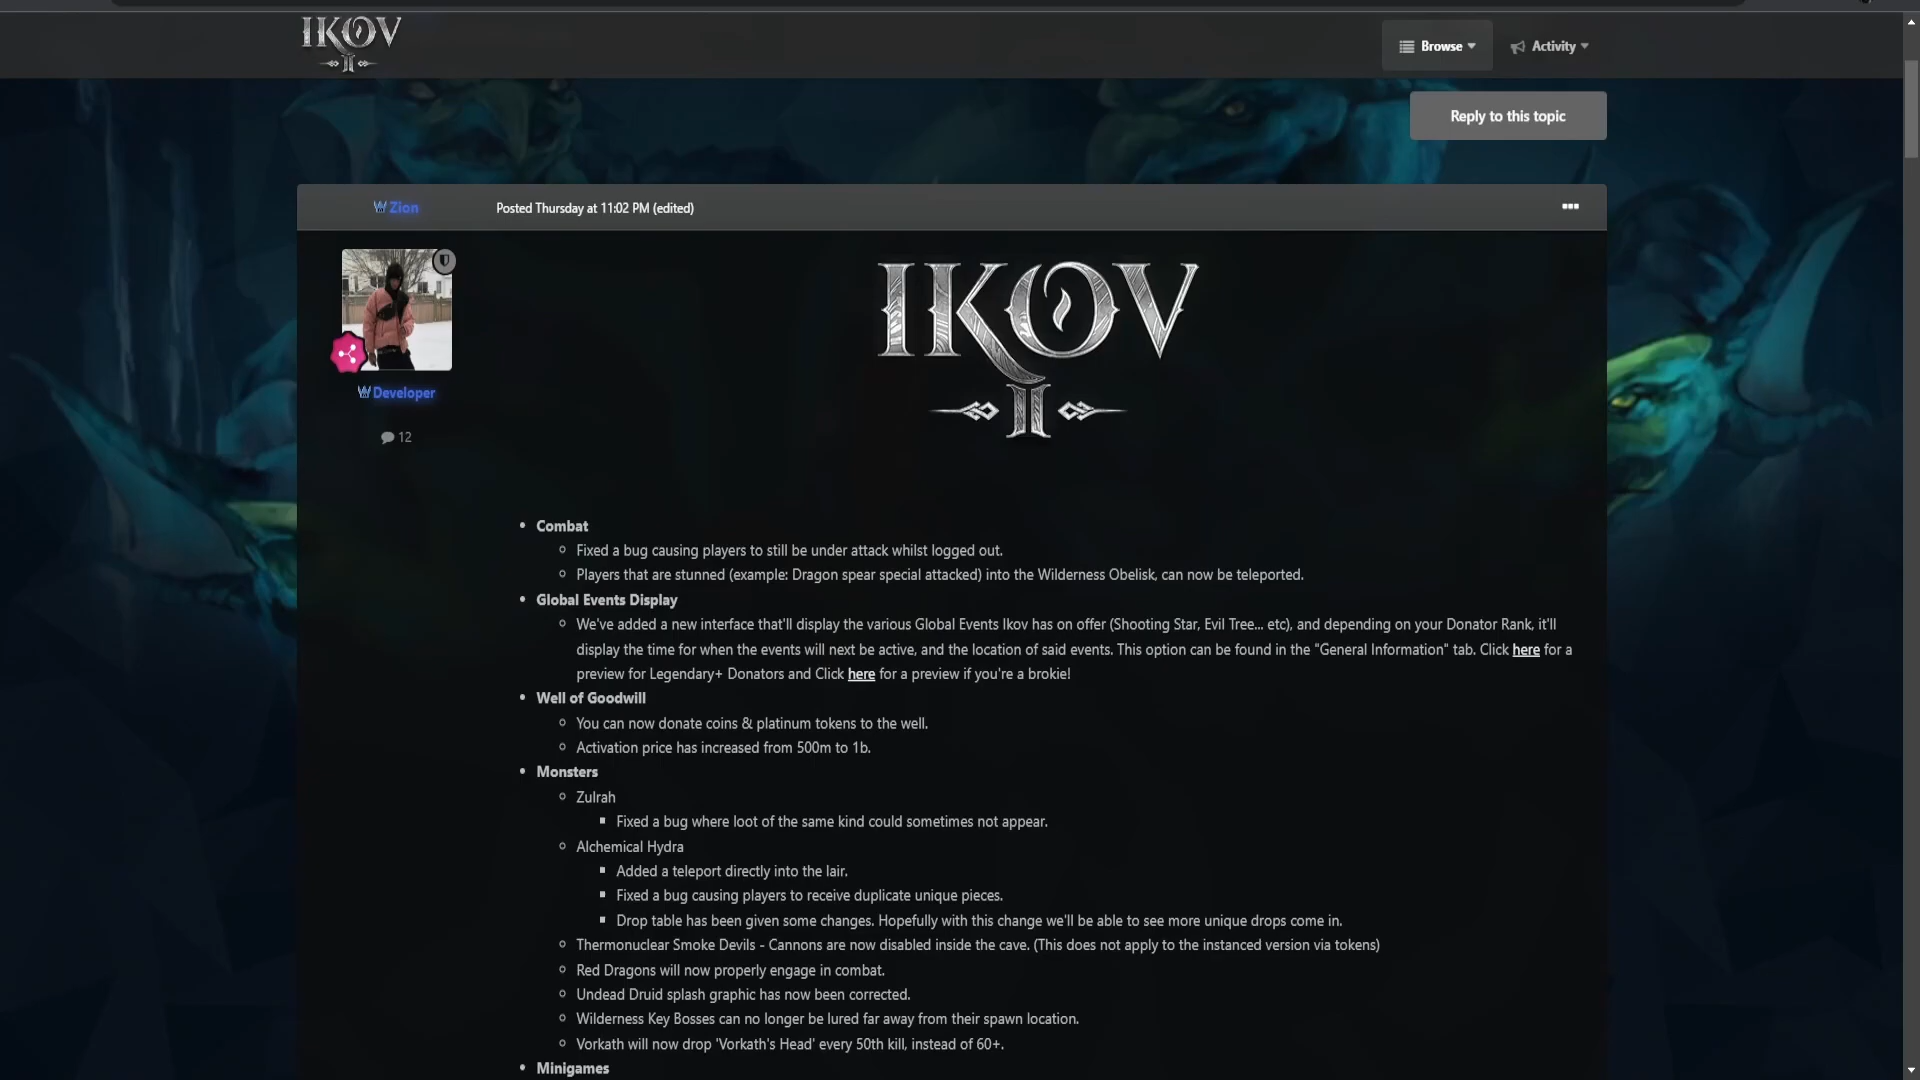 IKOV
II
Browse
Activity
Reply to this topic
Zion
Posted Thursday at 11:02 PM (edited)
IKOV
II
Developer
12
• Combat
Fixed a bug causing players to still be under attack whilst logged out.
Players that are stunned (example: Dragon spear special attacked) into the Wilderness Obelisk, can now be teleported.
• Global Events Display
We've added a new interface that'll display the various Global Events Ikov has on offer (Shooting Star, Evil Tree... etc), and depending on your Donator Rank, it'll
display the time for when the events will next be active, and the location of said events. This option can be found in the "General Information" tab. Click here for a
preview for Legendary+ Donators and Click here for a preview if you're a brokie!
• Well of Goodwill
You can now donate coins & platinum tokens to the well.
Activation price has increased from 500m to 1b.
• Monsters
Zulrah
Fixed a bug where loot of the same kind could sometimes not appear.
Alchemical Hydra
Added a teleport directly into the lair.
Fixed a bug causing players to receive duplicate unique pieces.
Drop table has been given some changes. Hopefully with this change we'll be able to see more unique drops come in.
Thermonuclear Smoke Devils - Cannons are now disabled inside the cave. (This does not apply to the instanced version via tokens)
Red Dragons will now properly engage in combat.
Undead Druid splash graphic has now been corrected.
Wilderness Key Bosses can no longer be lured far away from their spawn location.
Vorkath will now drop 'Vorkath's Head' every 50th kill, instead of 60+.
• Minigames